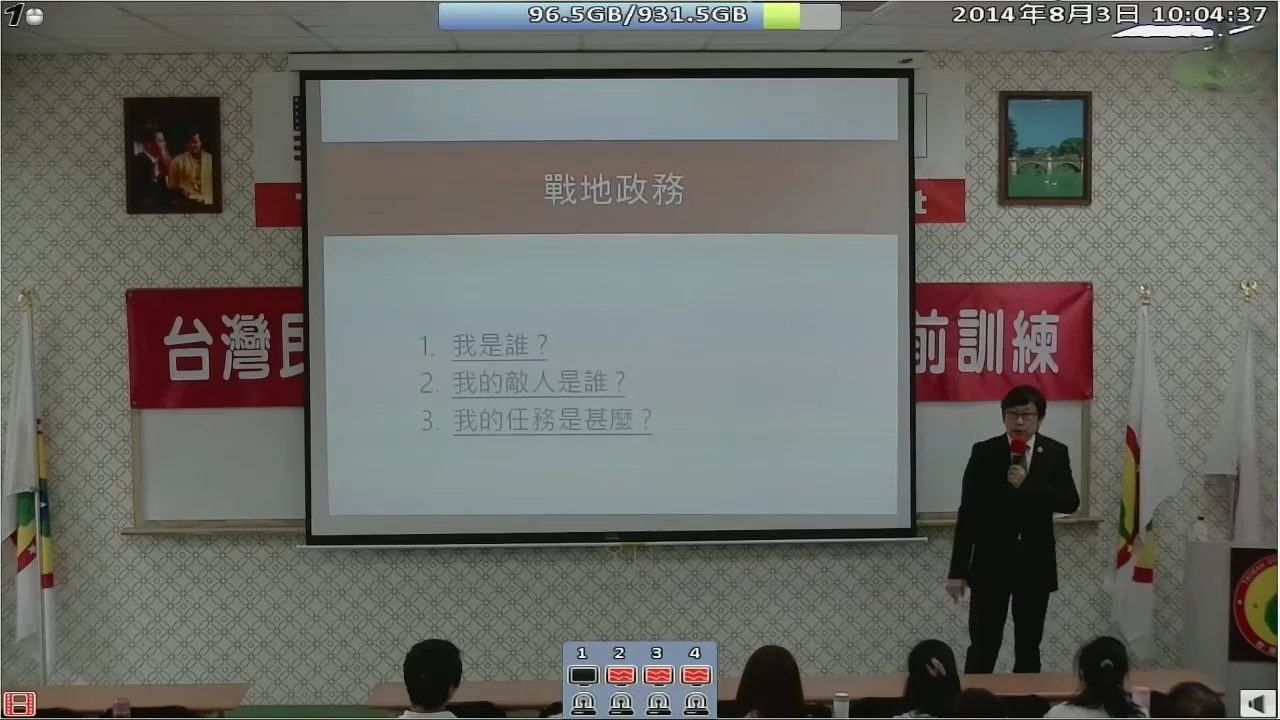 1
96.5GB/931.5GB
2014年8月3日 10:04:37
戰地政務
t
台灣民
前訓練
1. 我是誰？
2. 我的敵人是誰？
3. 我的任務是甚麼？
1 2 3 4